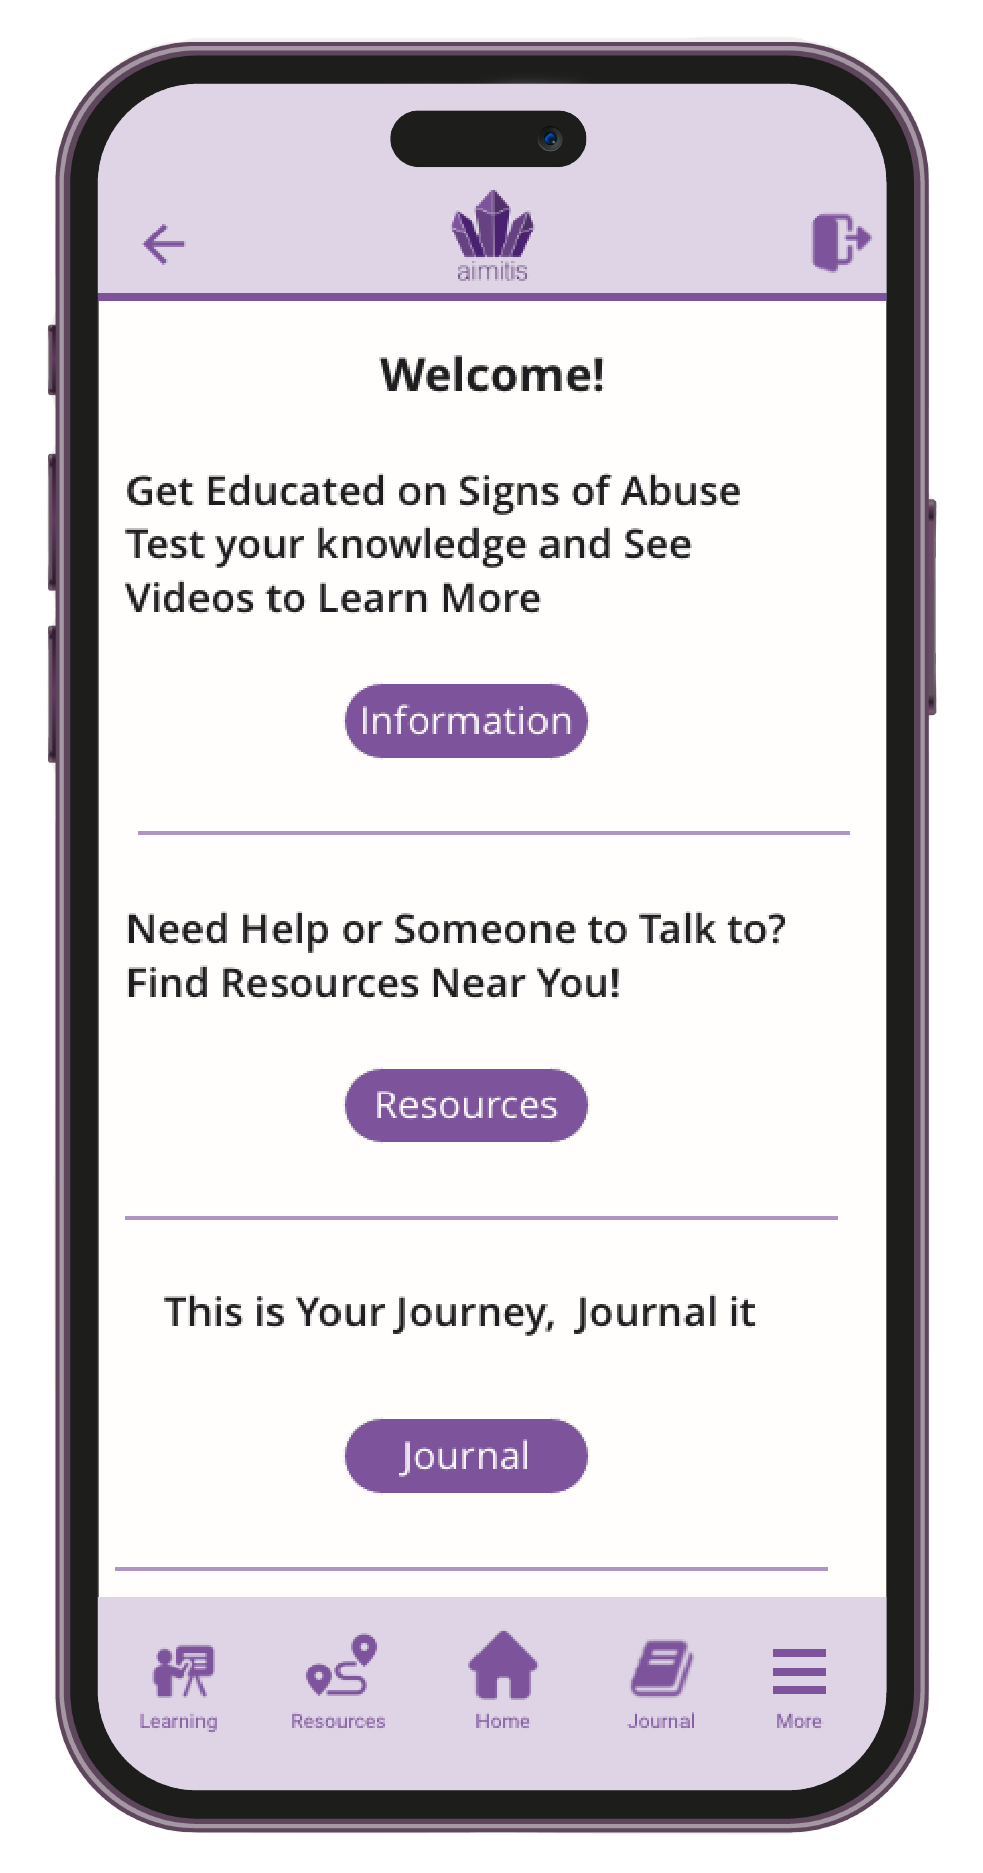 aimitis
Welcome!
Get Educated on Signs of Abuse
Test your knowledge and See
Videos to Learn More
Information
Need Help or Someone to Talk to?
Find Resources Near You!
Resources
This is Your Journey,  Journal it
Journal
Learning
Resources
Home
Journal
More